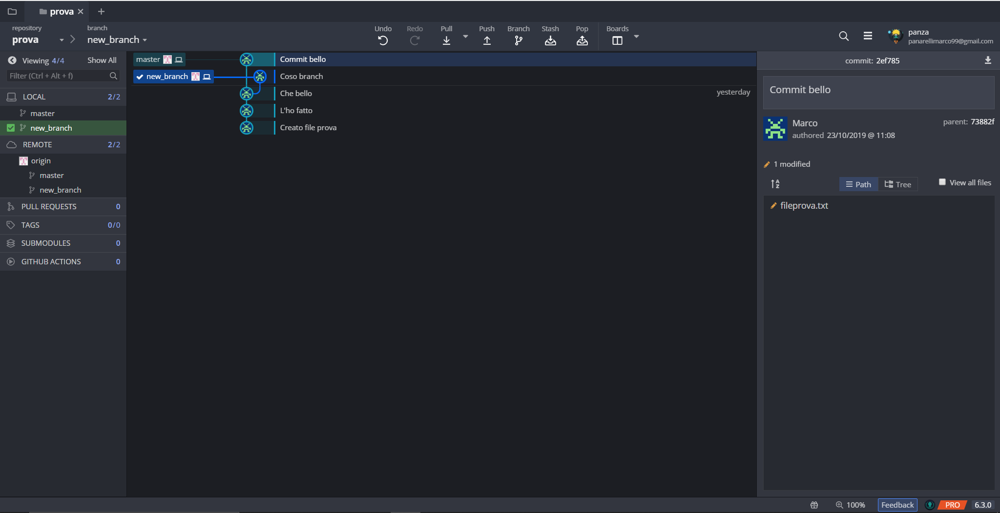 prova
repository
prova
branch
new_branch
Undo
Redo
Pull
Push
Branch
Stash
Pop
Boards
panza
panarellimarco99@gmail.com
Viewing 4/4
Show All
Filter (Ctrl + Alt + f)
LOCAL 2/2
master
new_branch
REMOTE 2/2
origin
master
new_branch
PULL REQUESTS 0
TAGS 0/0
SUBMODULES 0
GITHUB ACTIONS 0
master
Commit bello
new_branch
Coso branch
Che bello
yesterday
L'ho fatto
Creato file prova
commit: 2ef785
Commit bello
Marco
parent: 73882f
authored 23/10/2019 @ 11:08
1 modified
A
Z
Path
Tree
View all files
fileprova.txt
100%
Feedback
PRO
6.3.0